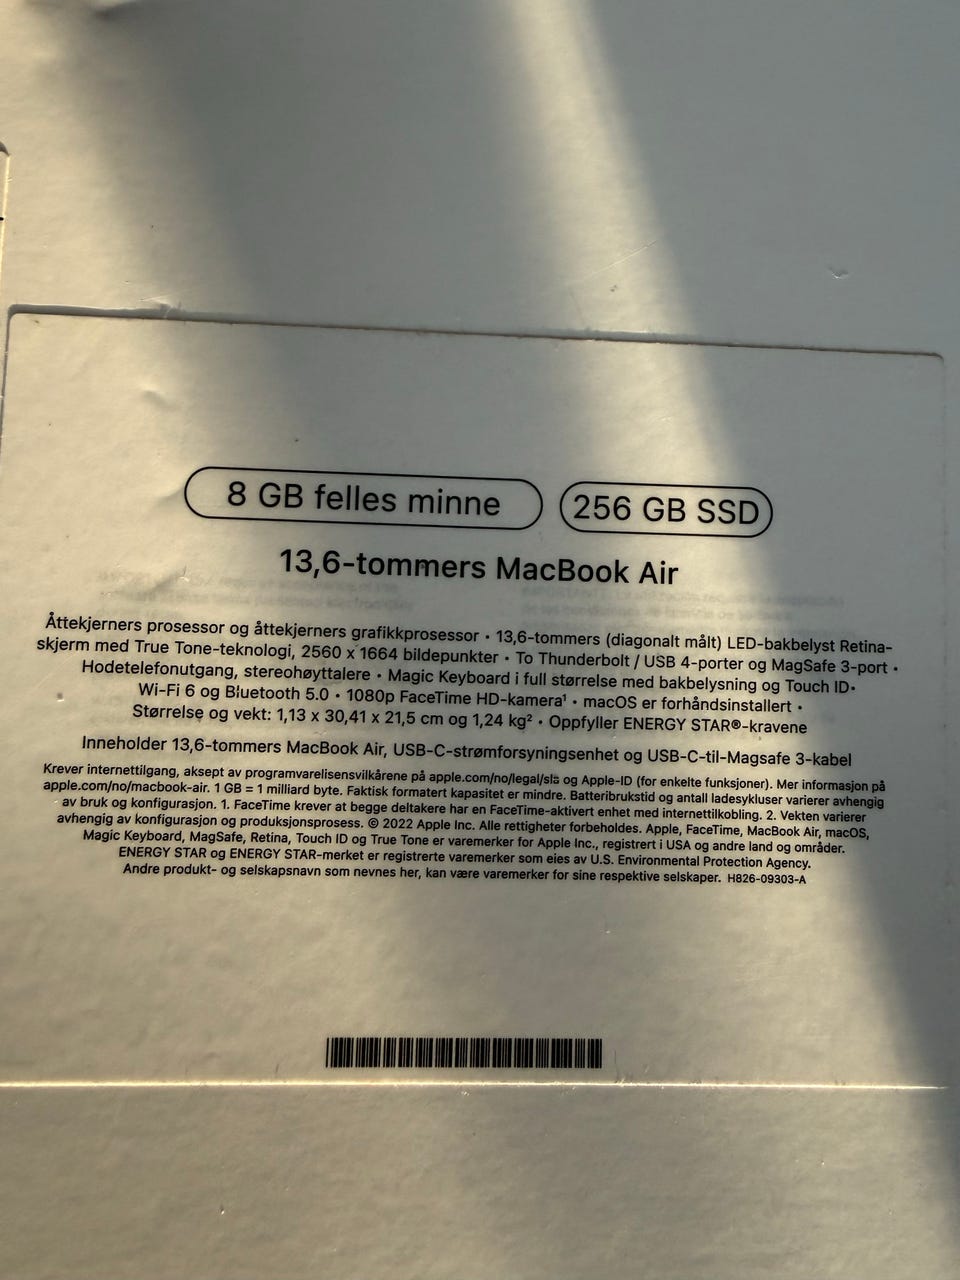 8 GB felles minne
256 GB SSD
13,6-tommers MacBook Air
Åttekjerners prosessor og åttekjerners grafikkprosessor • 13,6-tommers (diagonalt målt) LED-bakbelyst Retina-
skjerm med True Tone-teknologi, 2560 x 1664 bildepunkter • To Thunderbolt / USB 4-porter og MagSafe 3-port •
Hodetelefonutgang, stereohøyttalere • Magic Keyboard i full størrelse med bakbelysning og Touch ID•
Wi-Fi 6 og Bluetooth 5.0 • 1080p FaceTime HD-kamera¹ • macOS er forhåndsinstallert •
Størrelse og vekt: 1,13 x 30,41 x 21,5 cm og 1,24 kg² • Oppfyller ENERGY STAR®-kravene
Inneholder 13,6-tommers MacBook Air, USB-C-strømforsyningsenhet og USB-C-til-Magsafe 3-kabel
Krever internettilgang, aksept av programvarelisensvilkårene på apple.com/no/legal/sla og Apple-ID (for enkelte funksjoner). Mer informasjon på
apple.com/no/macbook-air. 1 GB = 1 milliard byte. Faktisk formatert kapasitet er mindre. Batteribrukstid og antall ladesykluser varierer avhengig
av bruk og konfigurasjon. 1. FaceTime krever at begge deltakere har en FaceTime-aktivert enhet med internettilkobling. 2. Vekten varierer
avhengig av konfigurasjon og produksjonsprosess. © 2022 Apple Inc. Alle rettigheter forbeholdes. Apple, FaceTime, MacBook Air, macOS,
Magic Keyboard, MagSafe, Retina, Touch ID og True Tone er varemerker for Apple Inc., registrert i USA og andre land og områder.
ENERGY STAR og ENERGY STAR-merket er registrerte varemerker som eies av U.S. Environmental Protection Agency.
Andre produkt- og selskapsnavn som nevnes her, kan være varemerker for sine respektive selskaper. H826-09303-A